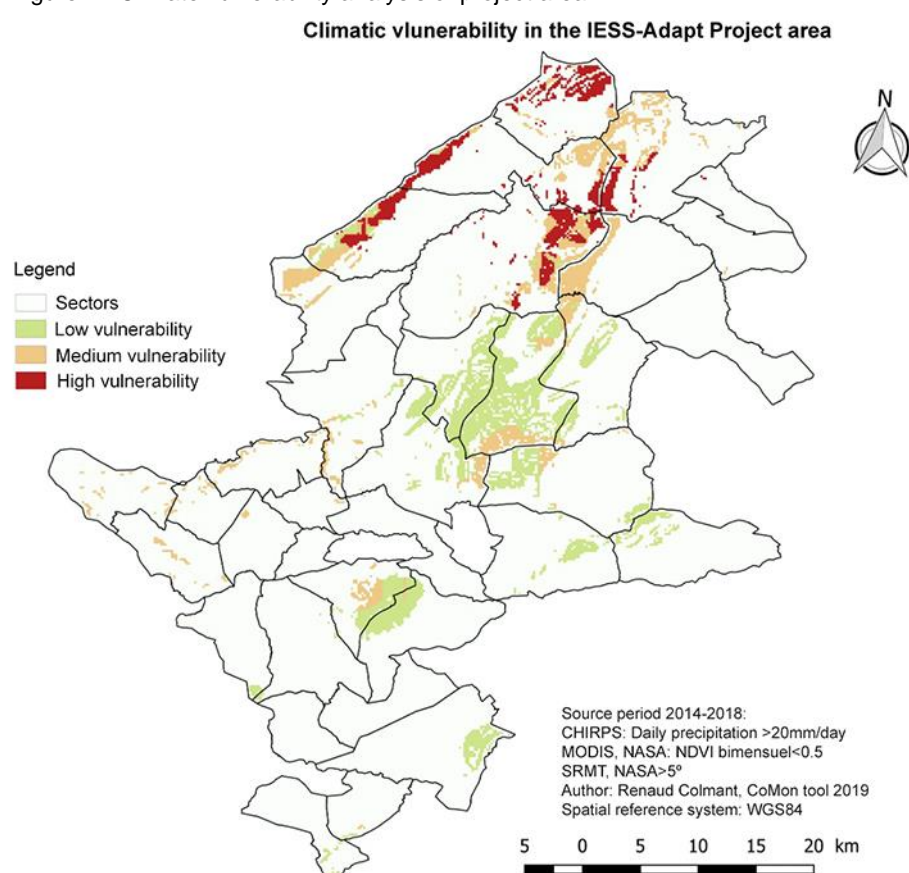 Climatic vlunerability in the IESS-Adapt Project area
N
Legend
Sectors
Low vulnerability
Medium vulnerability
High vulnerability
Source period 2014-2018:
CHIRPS: Daily precipitation >20mm/day
MODIS, NASA: NDVI bimensuel<0.5
SRMT, NASA>5º
Author: Renaud Colmant, CoMon tool 2019
Spatial reference system: WGS84
5 0 5 10 15 20 km